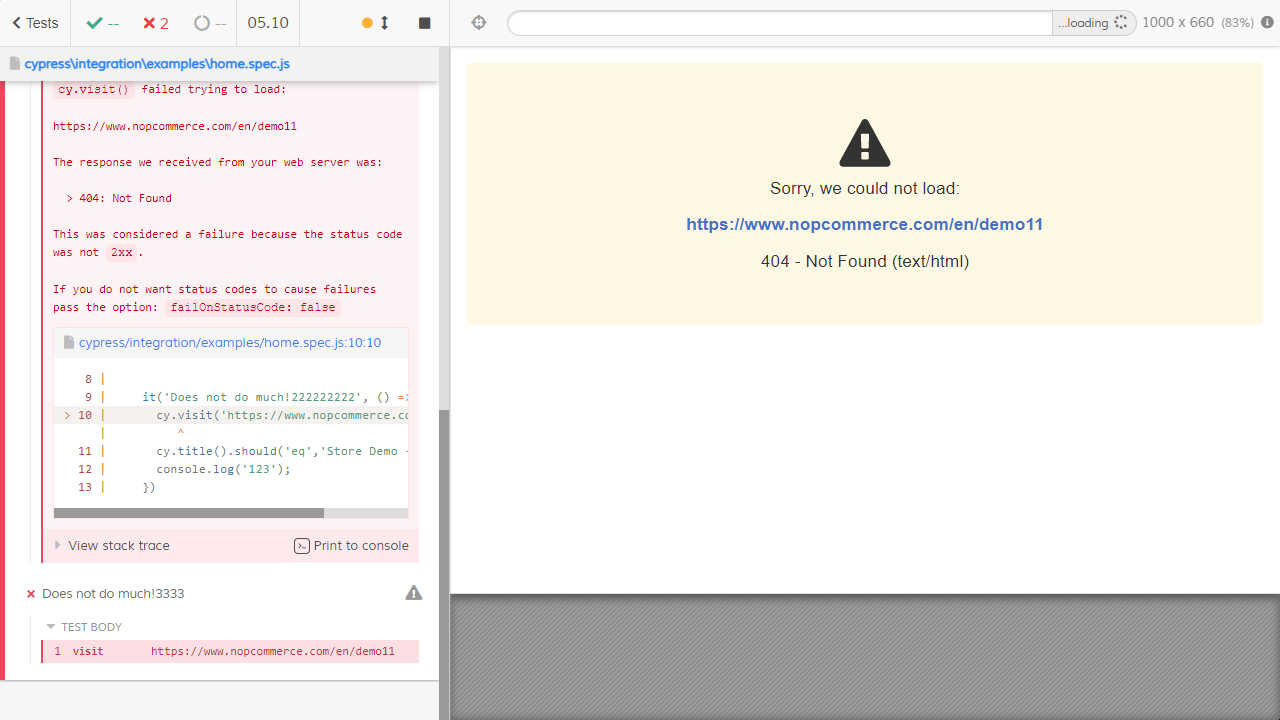 Tests -- 2 -- 05.10 ...loading 1000 x 660 (83%)
cypress\integration\examples\home.spec.js
cy.visit() failed trying to load:
https://www.nopcommerce.com/en/demo11
The response we received from your web server was:
> 404: Not Found
This was considered a failure because the status code
was not 2xx.
If you do not want status codes to cause failures
pass the option: failOnStatusCode: false
cypress/integration/examples/home.spec.js:10:10
8 |
9 | it('Does not do much!222222222', () =>
> 10 | cy.visit('https://www.nopcommerce.co
| ^
11 | cy.title().should('eq','Store Demo -
12 | console.log('123');
13 | })
View stack trace Print to console
Does not do much!3333
TEST BODY
1 visit https://www.nopcommerce.com/en/demo11
Sorry, we could not load:
https://www.nopcommerce.com/en/demo11
404 - Not Found (text/html)